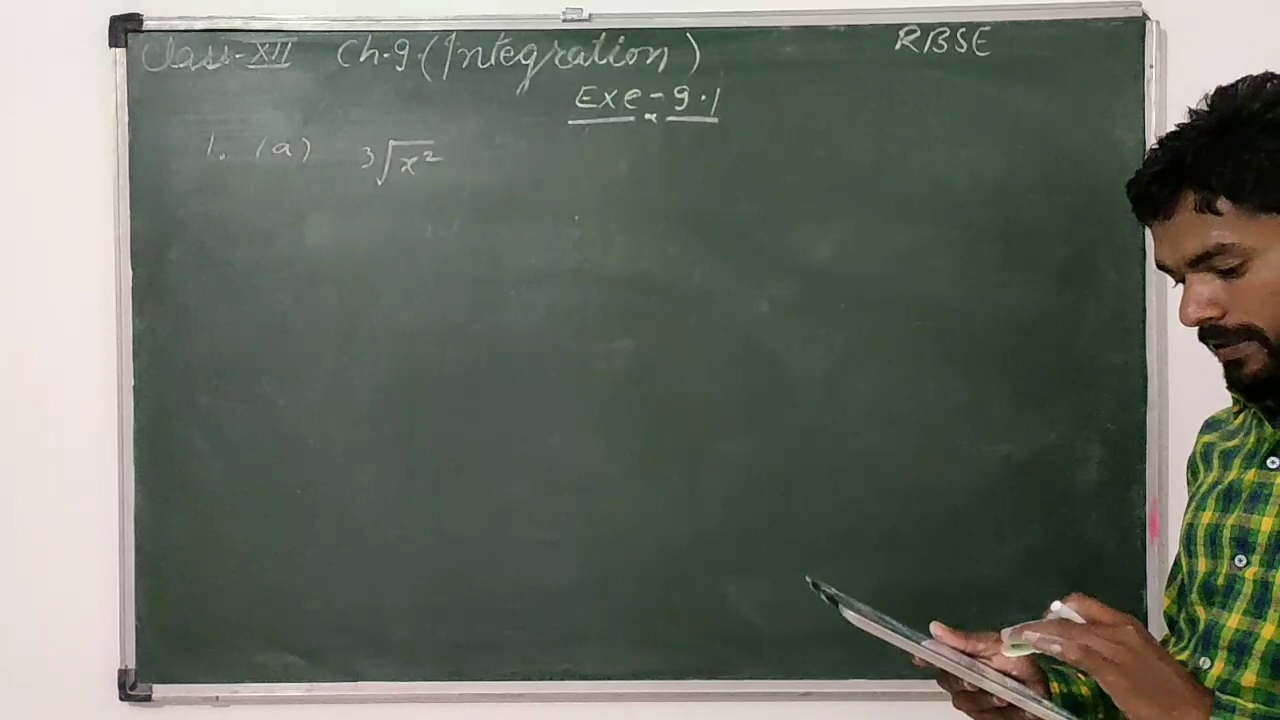 Class-XII Ch.9.(Integration) RBSE
Exe-9.1
1. (a) ³√x²